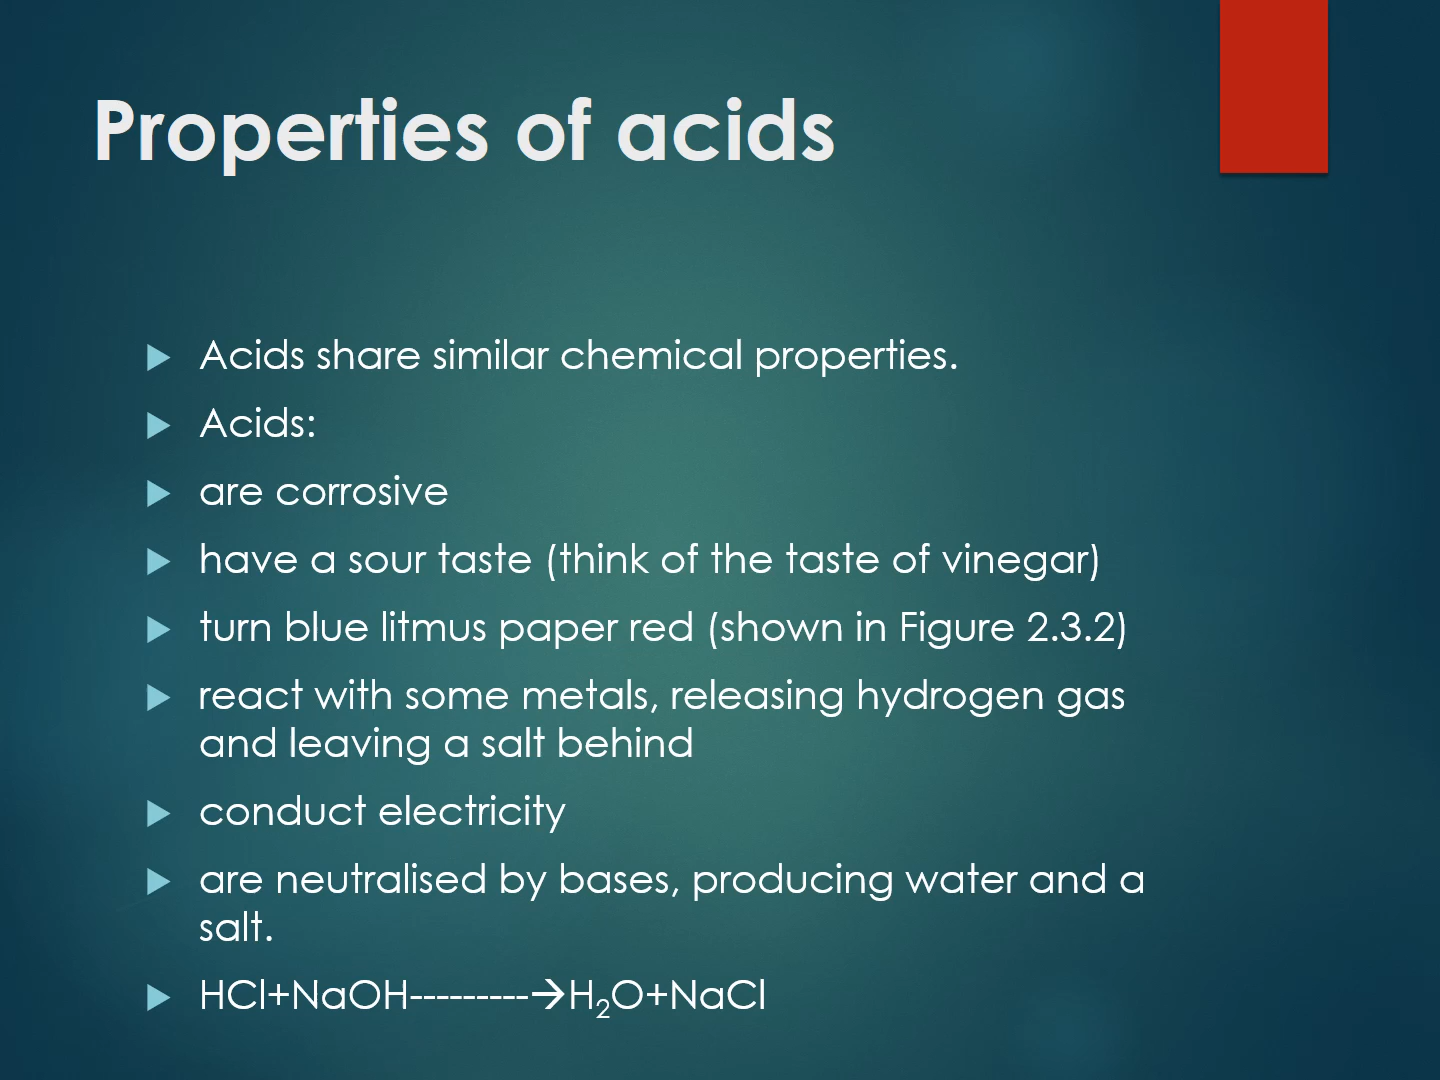 Properties of acids
▶ Acids share similar chemical properties.
▶ Acids:
▶ are corrosive
▶ have a sour taste (think of the taste of vinegar)
▶ turn blue litmus paper red (shown in Figure 2.3.2)
▶ react with some metals, releasing hydrogen gas
and leaving a salt behind
▶ conduct electricity
▶ are neutralised by bases, producing water and a
salt.
▶ HCl+NaOH---------→H₂O+NaCl